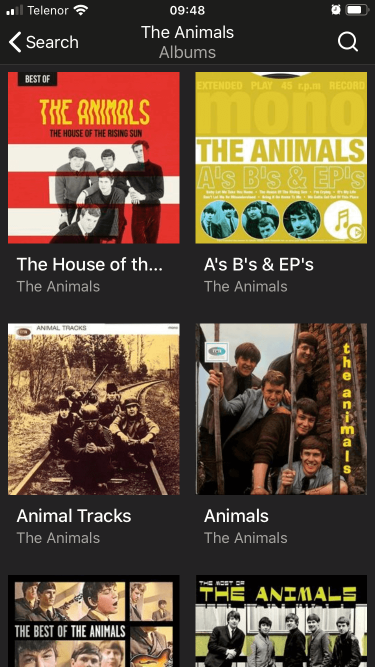 Telenor
09:48
Search
The Animals
Albums
BEST OF
THE ANIMALS
THE HOUSE OF THE RISING SUN
EXTENDED PLAY 45 r.p.m RECORD
mono
THE ANIMALS
A's B's & EP's
The House of th...
The Animals
A's B's & EP's
The Animals
ANIMAL TRACKS
mono
the animals
Animal Tracks
The Animals
Animals
The Animals
THE BEST OF THE ANIMALS
THE MOST OF
THE ANIMALS